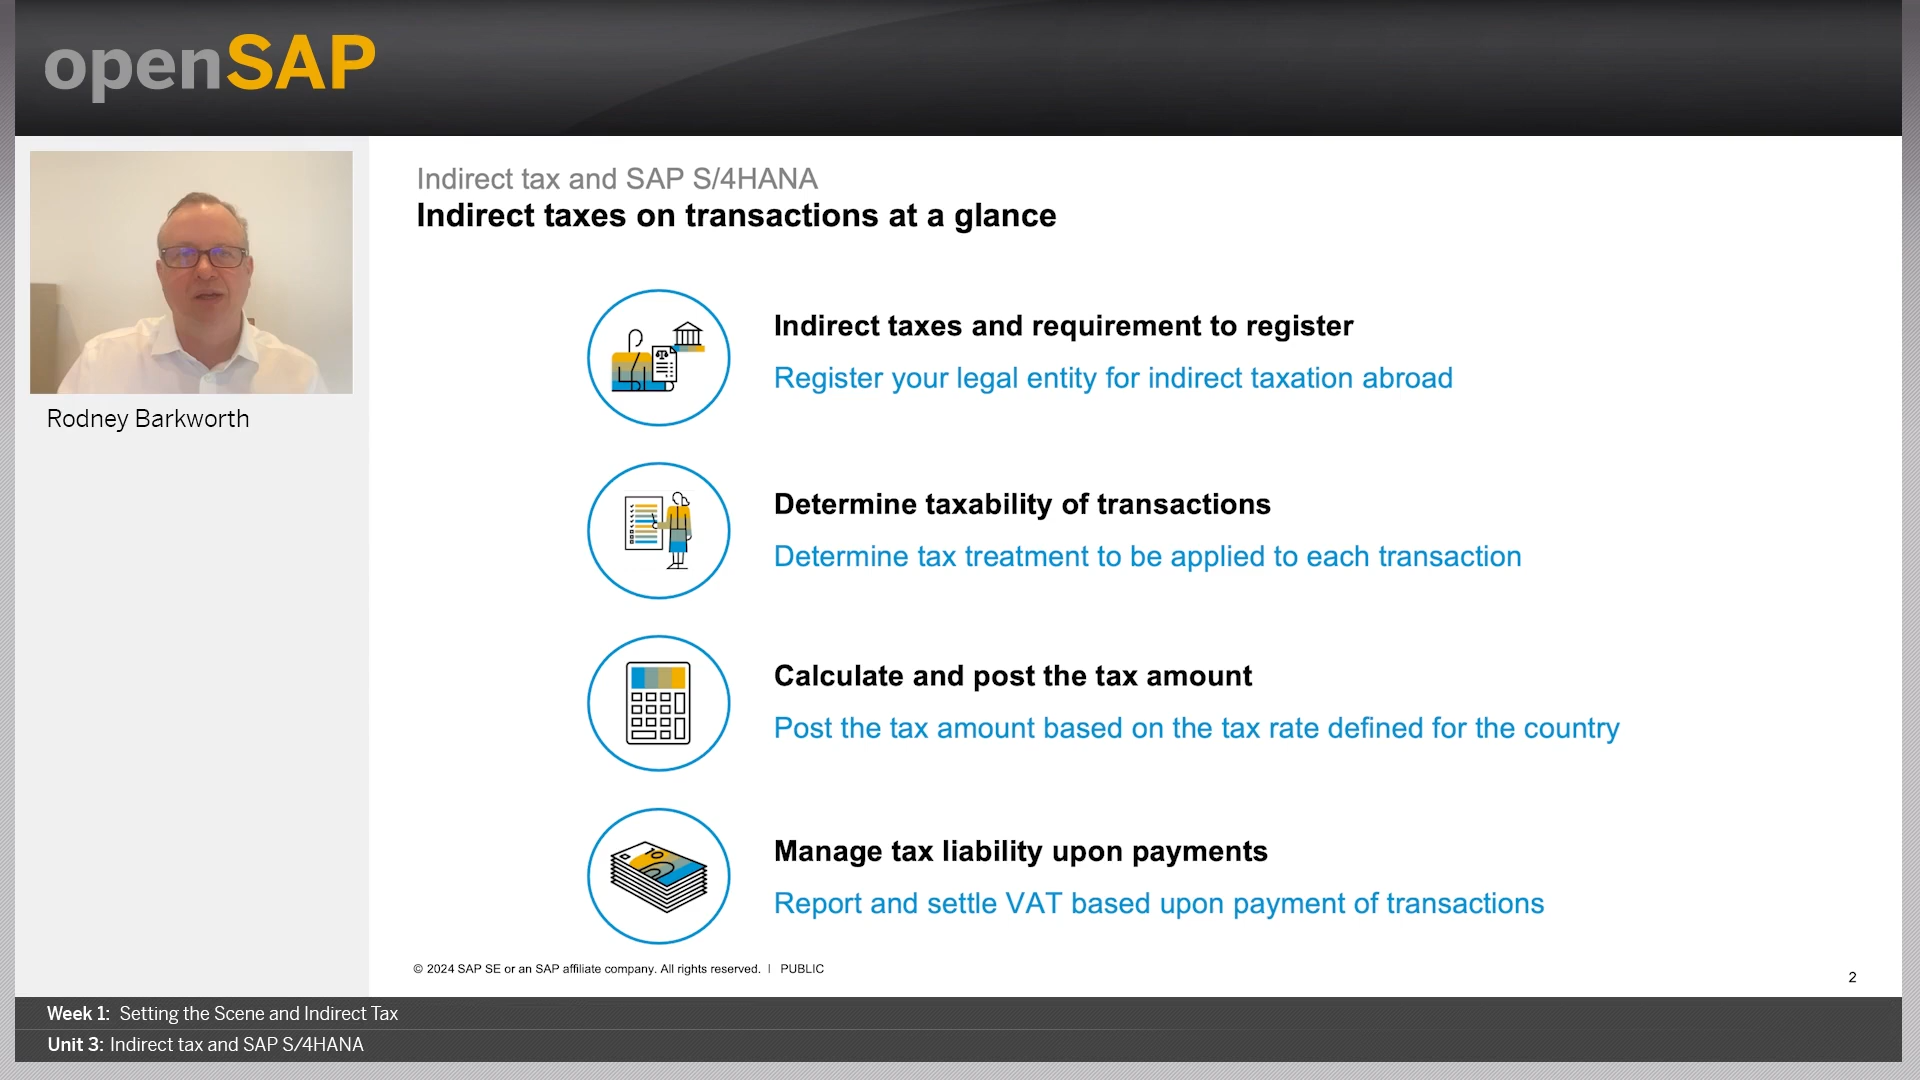 openSAP
Rodney Barkworth
Indirect tax and SAP S/4HANA
Indirect taxes on transactions at a glance
Indirect taxes and requirement to register
Register your legal entity for indirect taxation abroad
Determine taxability of transactions
Determine tax treatment to be applied to each transaction
Calculate and post the tax amount
Post the tax amount based on the tax rate defined for the country
10
Manage tax liability upon payments
Report and settle VAT based upon payment of transactions
© 2024 SAP SE or an SAP affiliate company. All rights reserved. | PUBLIC
2
Week 1: Setting the Scene and Indirect Tax
Unit 3: Indirect tax and SAP S/4HANA